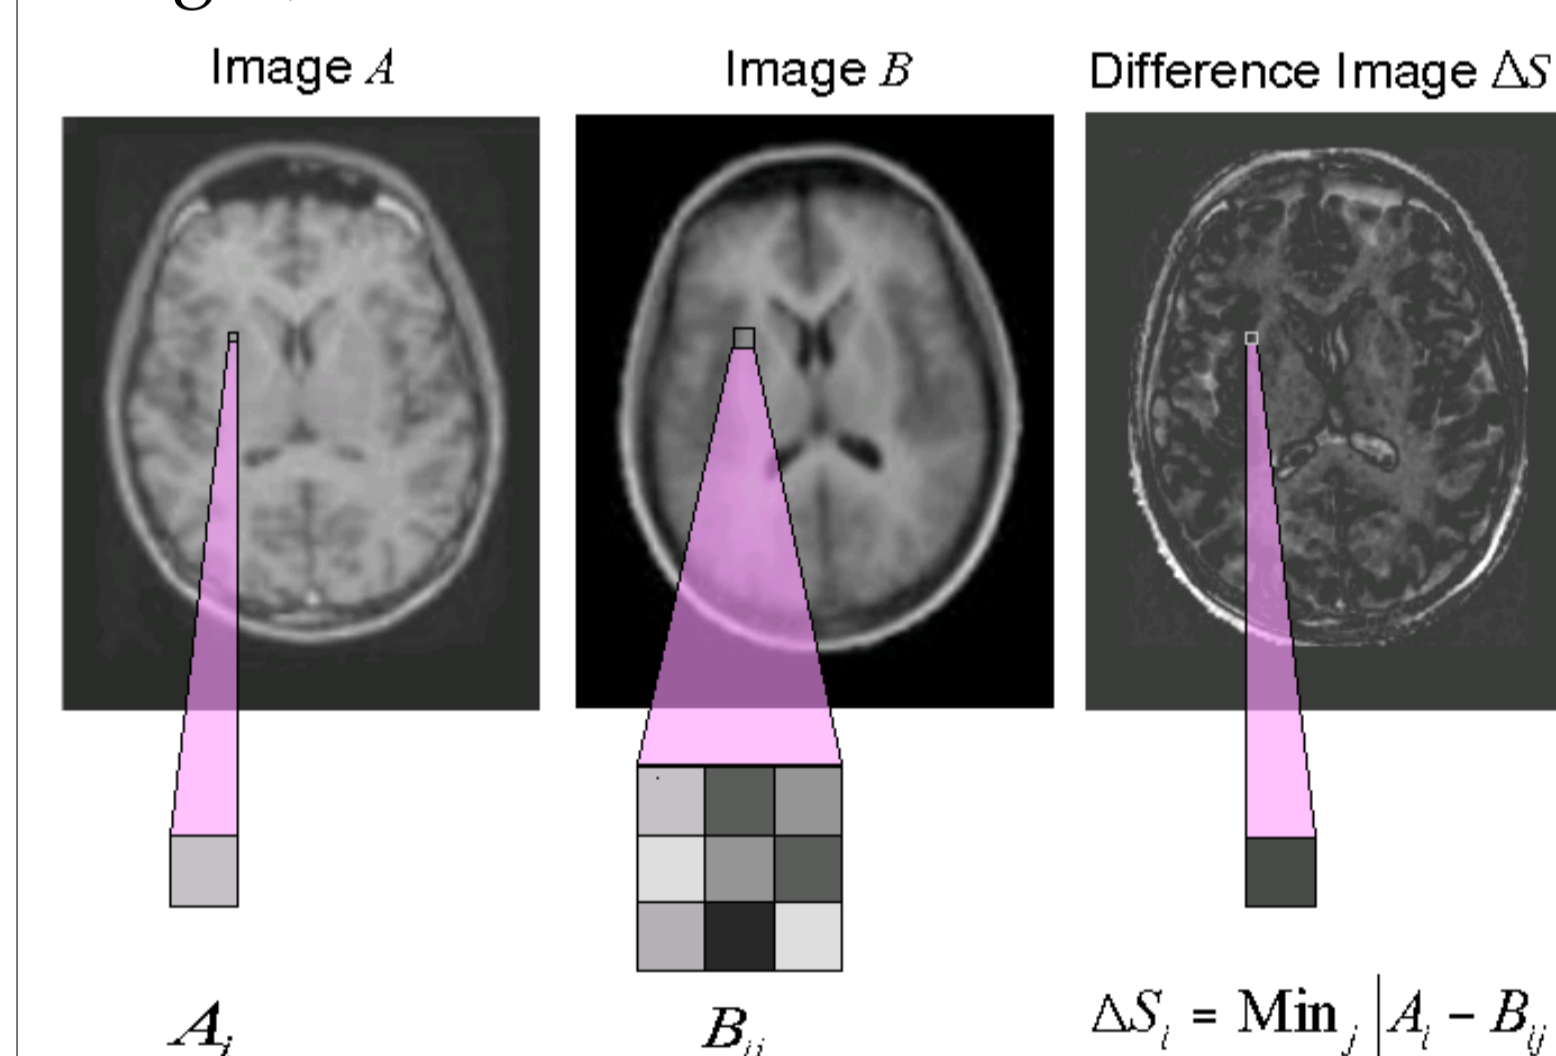 Image A
Image B
Difference Image ΔS
A_i
B_ij
ΔS_i = Min_j |A_i − B_ij